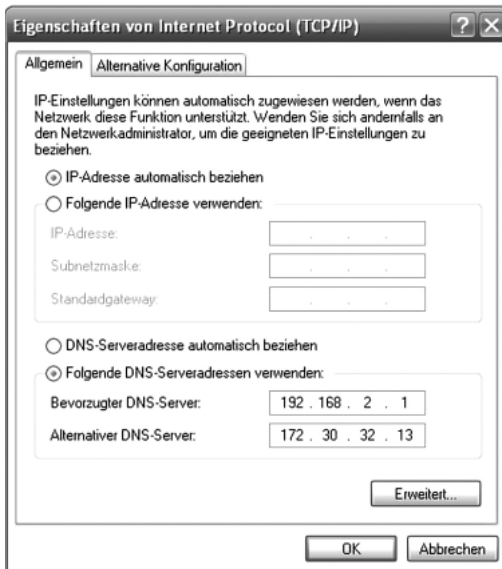 Eigenschaften von Internet Protocol (TCP/IP)
Allgemein
Alternative Konfiguration
IP-Einstellungen können automatisch zugewiesen werden, wenn das
Netzwerk diese Funktion unterstützt. Wenden Sie sich andernfalls an
den Netzwerkadministrator, um die geeigneten IP-Einstellungen zu
beziehen.
IP-Adresse automatisch beziehen
Folgende IP-Adresse verwenden:
IP-Adresse:
Subnetzmaske:
Standardgateway:
DNS-Serveradresse automatisch beziehen
Folgende DNS-Serveradressen verwenden:
Bevorzugter DNS-Server: 192 . 168 . 2 . 1
Alternativer DNS-Server: 172 . 30 . 32 . 13
Erweitert...
OK Abbrechen